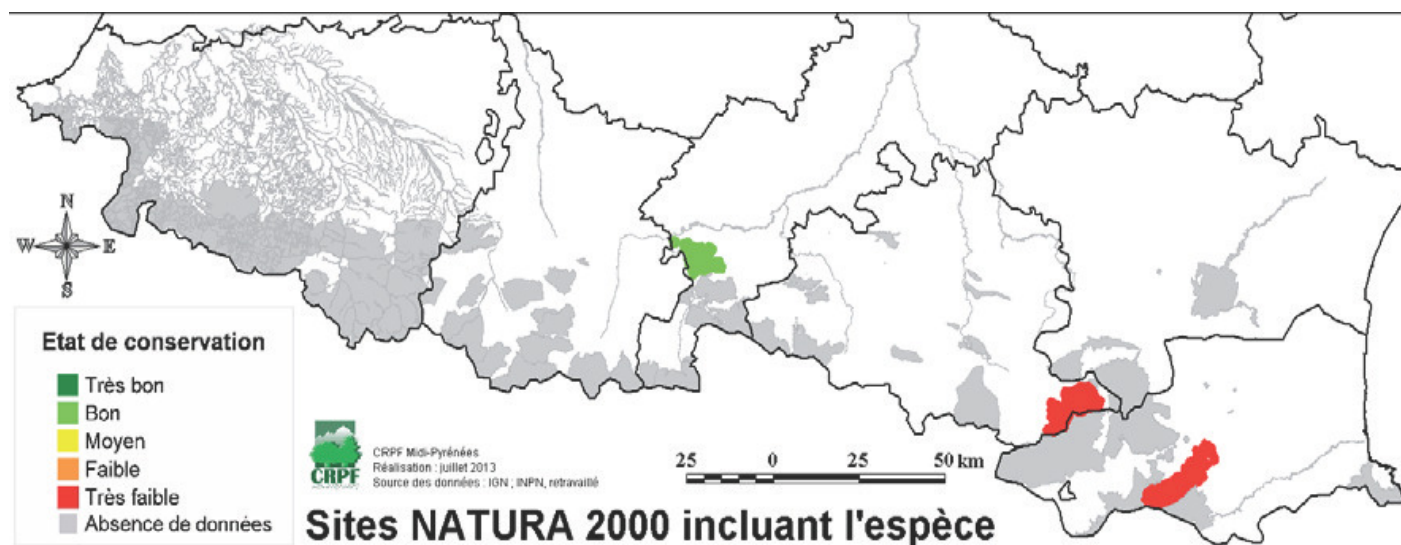 N
W E
S
Etat de conservation
Très bon
Bon
Moyen
Faible
Très faible
Absence de données
CRPF
CRPF Midi-Pyrénées
Réalisation : juillet 2013
Source des données : IGN ; INPN, retravaillé
25 0 25 50 km
Sites NATURA 2000 incluant l'espèce